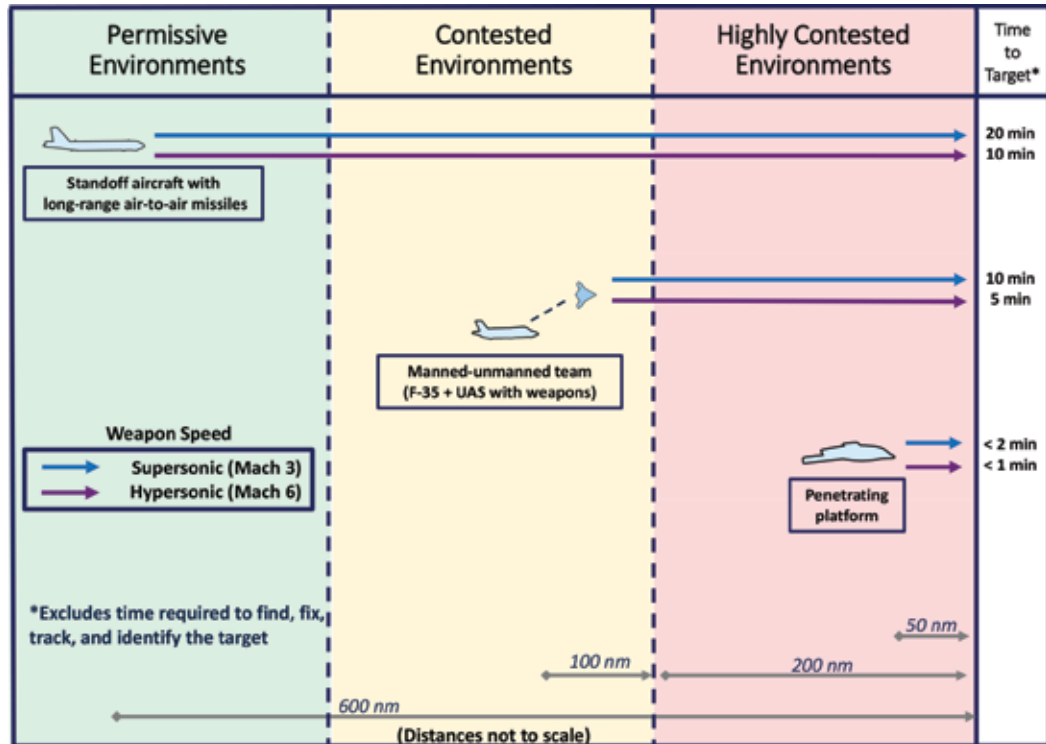 Permissive
Environments
Contested
Environments
Highly Contested
Environments
Time
to
Target*
20 min
10 min
Standoff aircraft with
long-range air-to-air missiles
10 min
5 min
Manned-unmanned team
(F-35 + UAS with weapons)
Weapon Speed
Supersonic (Mach 3)
Hypersonic (Mach 6)
< 2 min
< 1 min
Penetrating
platform
*Excludes time required to find, fix,
track, and identify the target
50 nm
100 nm
200 nm
600 nm
(Distances not to scale)